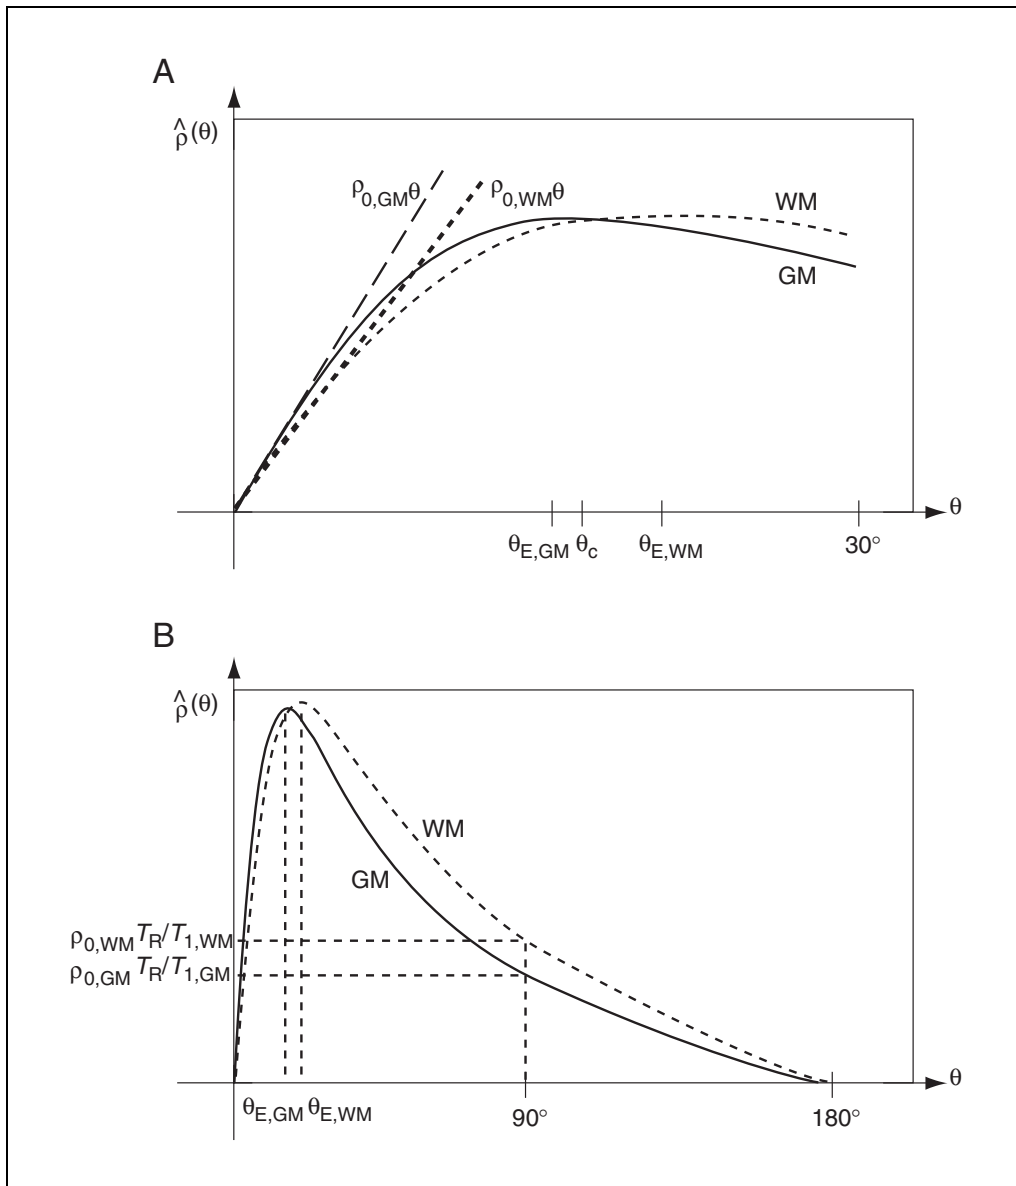 A
ρ̂(θ)
ρ0,GMθ
ρ0,WMθ
WM
GM
θ
θE,GM
θc
θE,WM
30°
B
ρ̂(θ)
WM
GM
ρ0,WM TR/T1,WM
ρ0,GM TR/T1,GM
θ
θE,GM
θE,WM
90°
180°